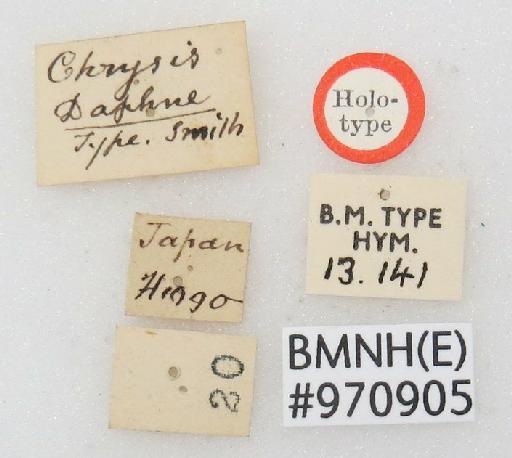 Chrysis
Daphne
Type. Smith
Holo-
type
Japan
Hiogo
B.M. TYPE
HYM.
13.141
20
BMNH(E)
#970905